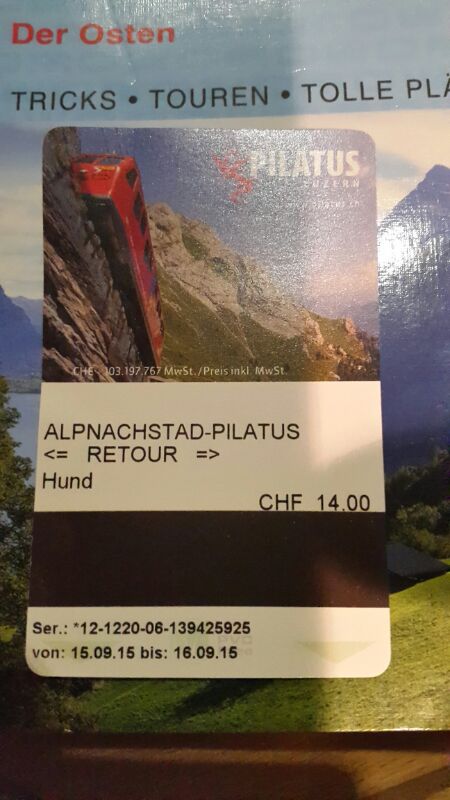 Der Osten
TRICKS • TOUREN • TOLLE PLÄ
PILATUS
LUZERN
CHE - 103.197.767 MwSt./Preis inkl. MwSt.
ALPNACHSTAD-PILATUS
<= RETOUR =>
Hund
CHF 14.00
Ser.: *12-1220-06-139425925
von: 15.09.15 bis: 16.09.15